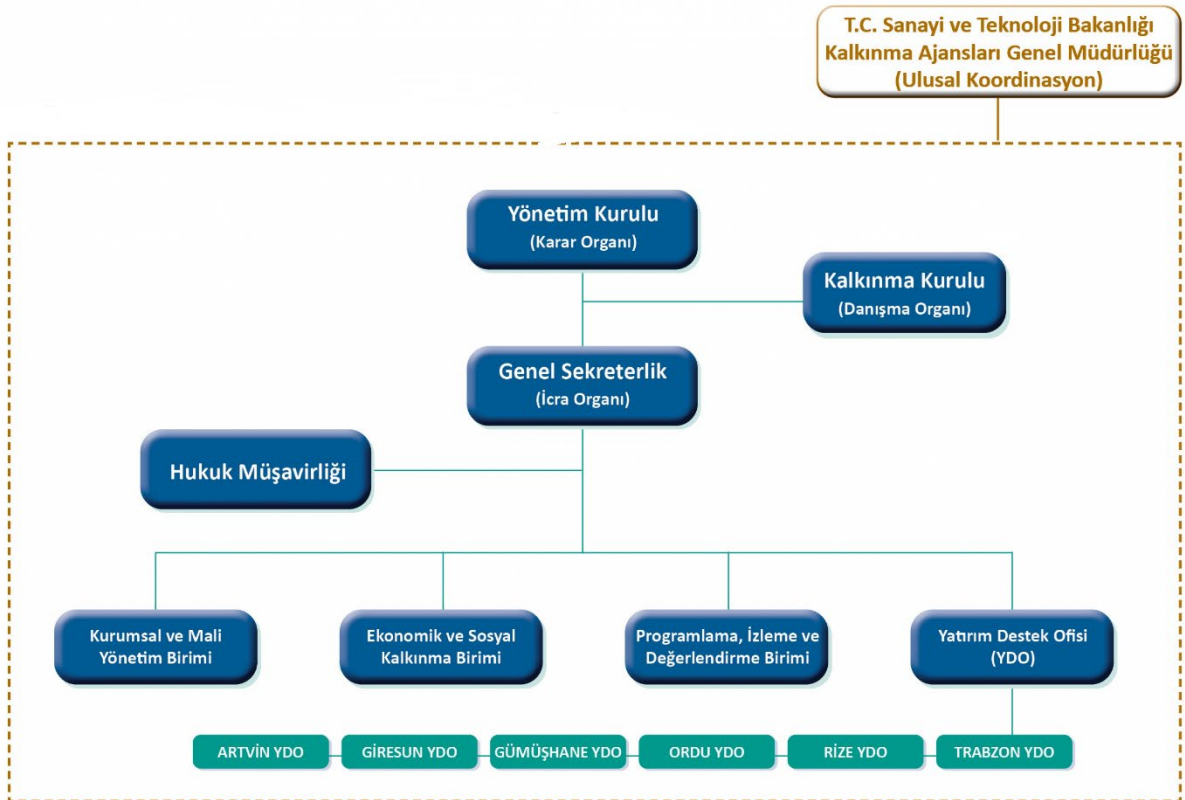 T.C. Sanayi ve Teknoloji Bakanlığı
Kalkınma Ajansları Genel Müdürlüğü
(Ulusal Koordinasyon)
Yönetim Kurulu
(Karar Organı)
Kalkınma Kurulu
(Danışma Organı)
Genel Sekreterlik
(İcra Organı)
Hukuk Müşavirliği
Kurumsal ve Mali
Yönetim Birimi
Ekonomik ve Sosyal
Kalkınma Birimi
Programlama, İzleme ve
Değerlendirme Birimi
Yatırım Destek Ofisi
(YDO)
ARTVİN YDO
GİRESUN YDO
GÜMÜŞHANE YDO
ORDU YDO
RİZE YDO
TRABZON YDO